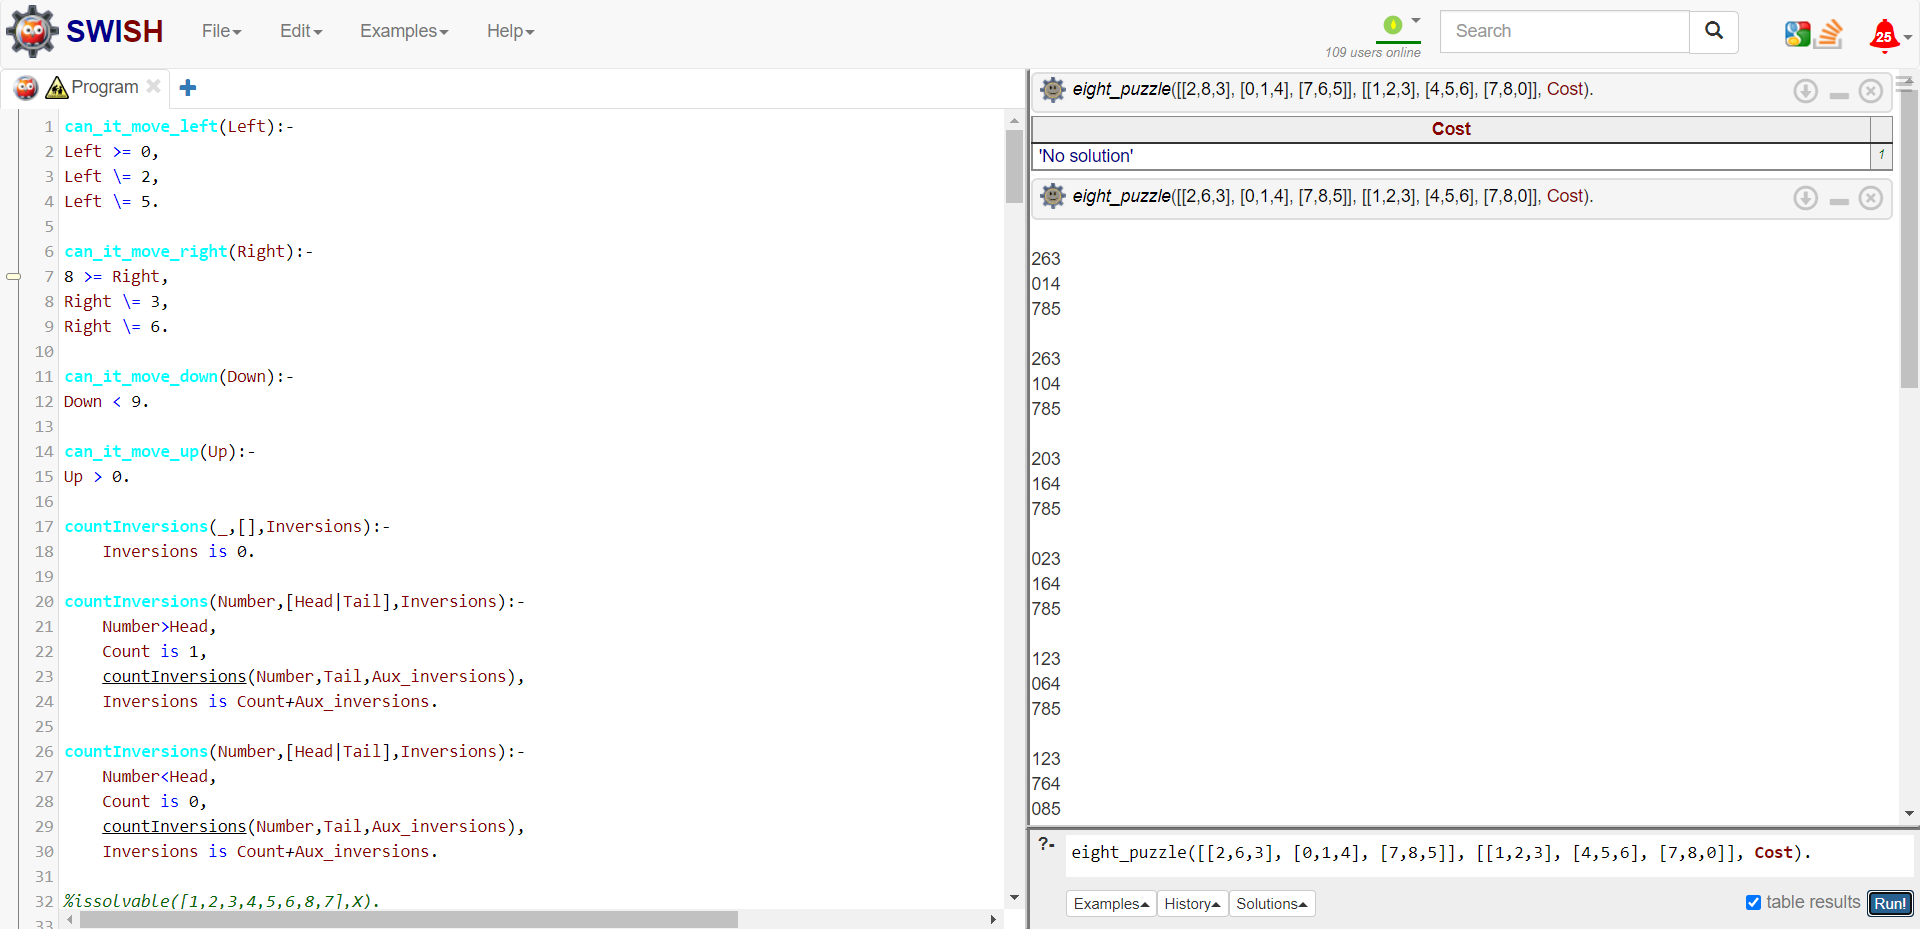 SWISH File Edit Examples Help 109 users online Search 25
Program
1 can_it_move_left(Left):-
2 Left >= 0,
3 Left \= 2,
4 Left \= 5.
5
6 can_it_move_right(Right):-
7 8 >= Right,
8 Right \= 3,
9 Right \= 6.
10
11 can_it_move_down(Down):-
12 Down < 9.
13
14 can_it_move_up(Up):-
15 Up > 0.
16
17 countInversions(_,[],Inversions):-
18 Inversions is 0.
19
20 countInversions(Number,[Head|Tail],Inversions):-
21 Number>Head,
22 Count is 1,
23 countInversions(Number,Tail,Aux_inversions),
24 Inversions is Count+Aux_inversions.
25
26 countInversions(Number,[Head|Tail],Inversions):-
27 Number<Head,
28 Count is 0,
29 countInversions(Number,Tail,Aux_inversions),
30 Inversions is Count+Aux_inversions.
31
32 %issolvable([1,2,3,4,5,6,8,7],X).
33
eight_puzzle([[2,8,3], [0,1,4], [7,6,5]], [[1,2,3], [4,5,6], [7,8,0]], Cost).
Cost
'No solution' 1
eight_puzzle([[2,6,3], [0,1,4], [7,8,5]], [[1,2,3], [4,5,6], [7,8,0]], Cost).
263
014
785
263
104
785
203
164
785
023
164
785
123
064
785
123
764
085
?- eight_puzzle([[2,6,3], [0,1,4], [7,8,5]], [[1,2,3], [4,5,6], [7,8,0]], Cost).
Examples History Solutions table results Run!